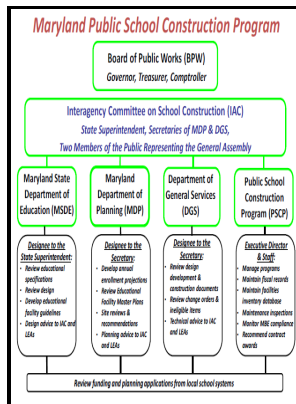 Maryland Public School Construction Program
Board of Public Works (BPW)
Governor, Treasurer, Comptroller
Interagency Committee on School Construction (IAC)
State Superintendent, Secretaries of MDP & DGS,
Two Members of the Public Representing the General Assembly
Maryland State
Department of
Education (MSDE)
Maryland
Department of
Planning (MDP)
Department of
General Services
(DGS)
Public School
Construction
Program (PSCP)
Designee to the
State Superintendent:
• Review educational
specifications
• Review design
• Develop educational
facility guidelines
• Design advice to IAC and
LEAs
Designee to the
Secretary:
• Develop annual
enrollment projections
• Review Educational
Facility Master Plans
• Site reviews &
recommendations
• Planning advice to IAC
and LEAs
Designee to the
Secretary:
• Review design
development &
construction documents
• Review change orders &
ineligible items
• Technical advice to IAC
and LEAs
Executive Director
& Staff:
• Manage programs
• Maintain fiscal records
• Maintain facilities
inventory database
• Maintenance inspections
• Monitor MBE compliance
• Recommend contract
awards
Review funding and planning applications from local school systems